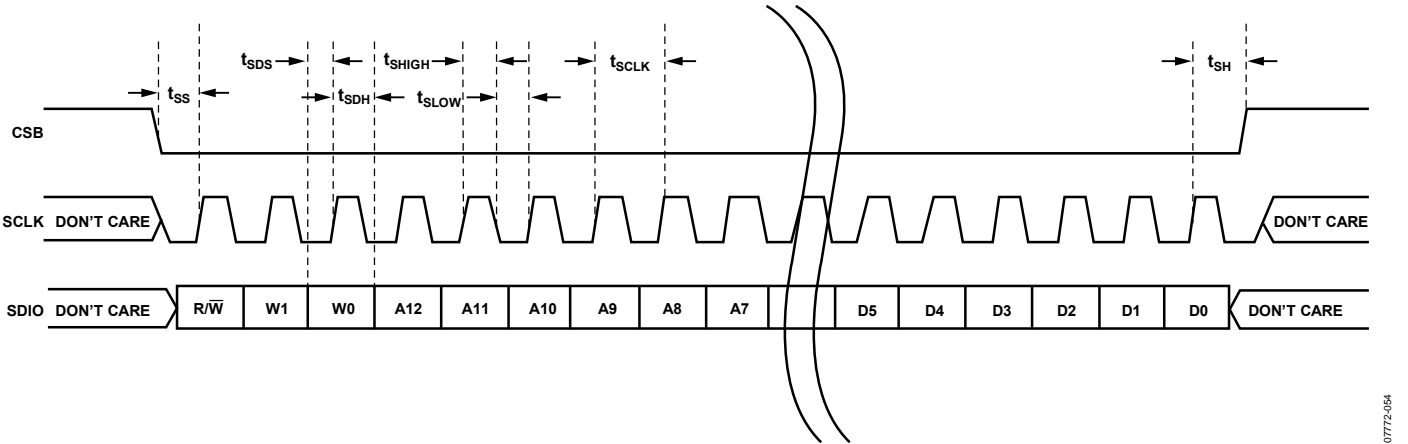 tSDS tSHIGH tSCLK tSH
tSS tSDH tSLOW
CSB
SCLK DON'T CARE DON'T CARE
SDIO DON'T CARE R/W̅ W1 W0 A12 A11 A10 A9 A8 A7 D5 D4 D3 D2 D1 D0 DON'T CARE
07772-054